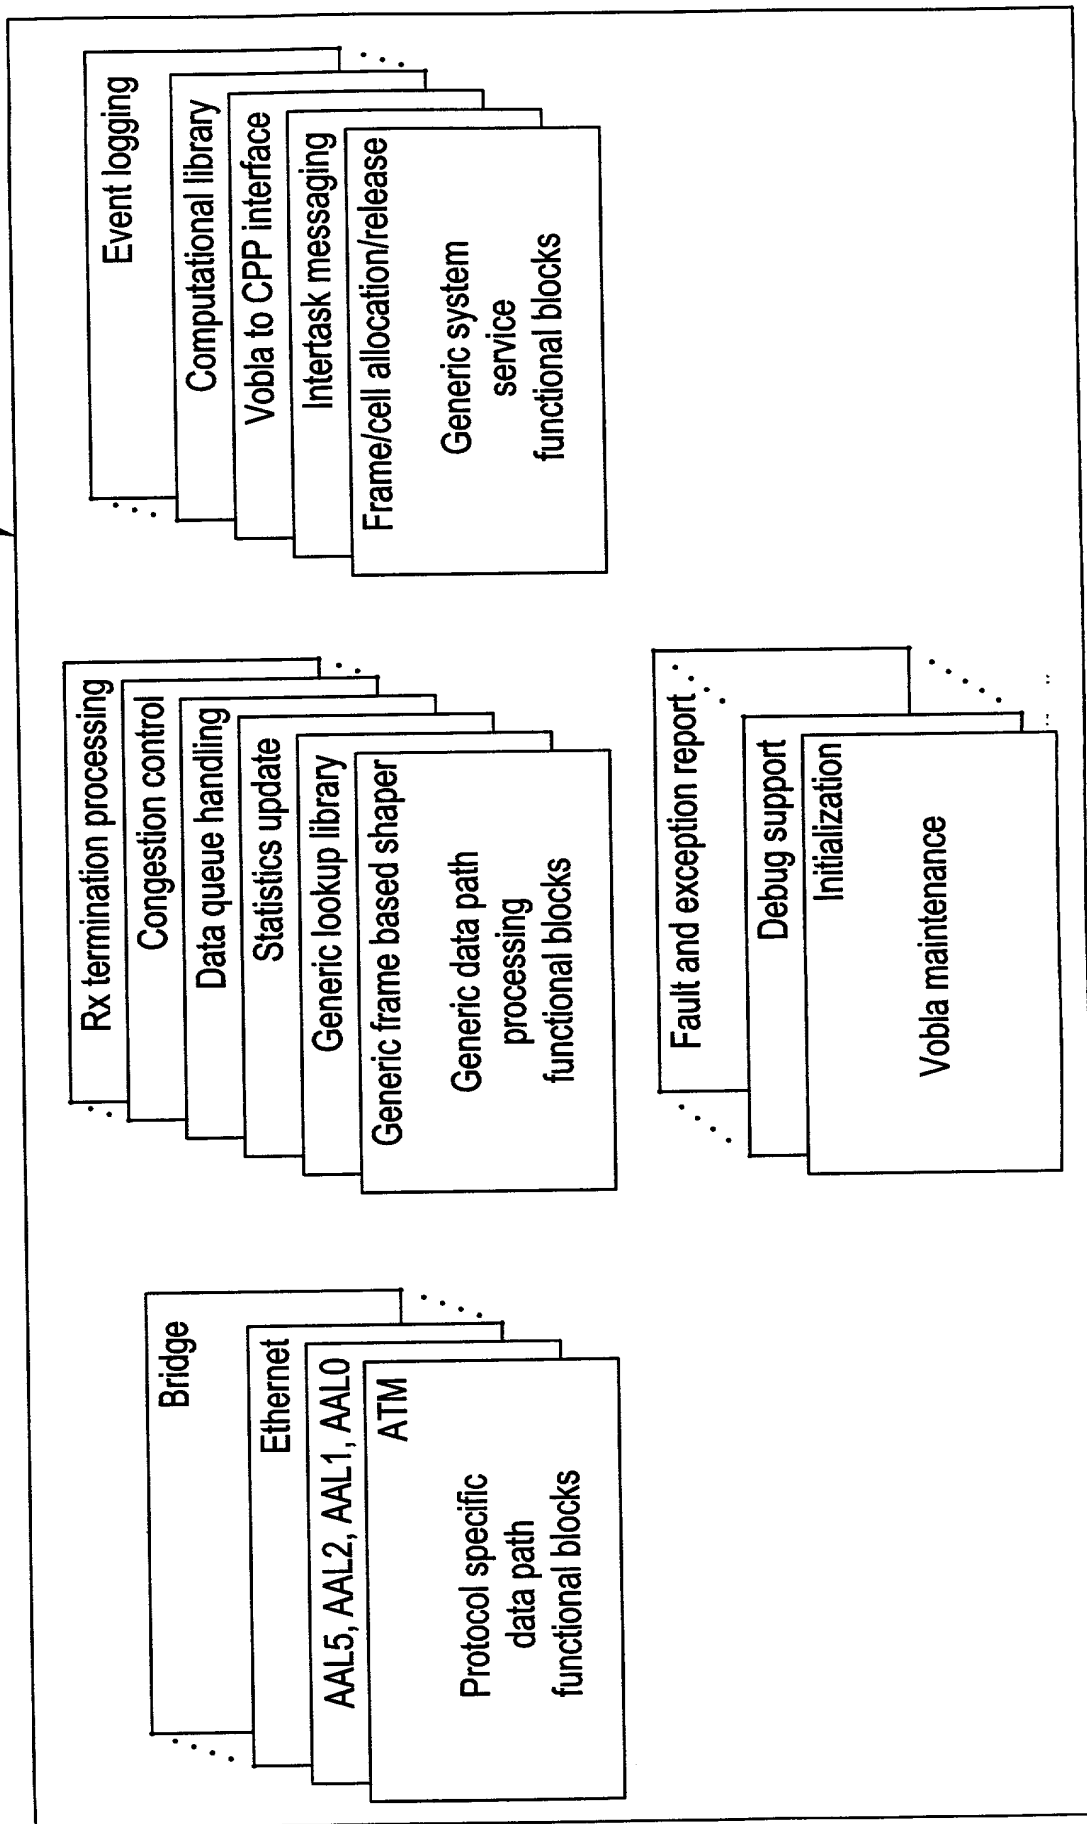 Bridge
Ethernet
AAL5, AAL2, AAL1, AAL0
ATM
Protocol specific
data path
functional blocks
Rx termination processing
Congestion control
Data queue handling
Statistics update
Generic lookup library
Generic frame based shaper
Generic data path
processing
functional blocks
Event logging
Computational library
Vobla to CPP interface
Intertask messaging
Frame/cell allocation/release
Generic system
service
functional blocks
Fault and exception report
Debug support
Initialization
Vobla maintenance